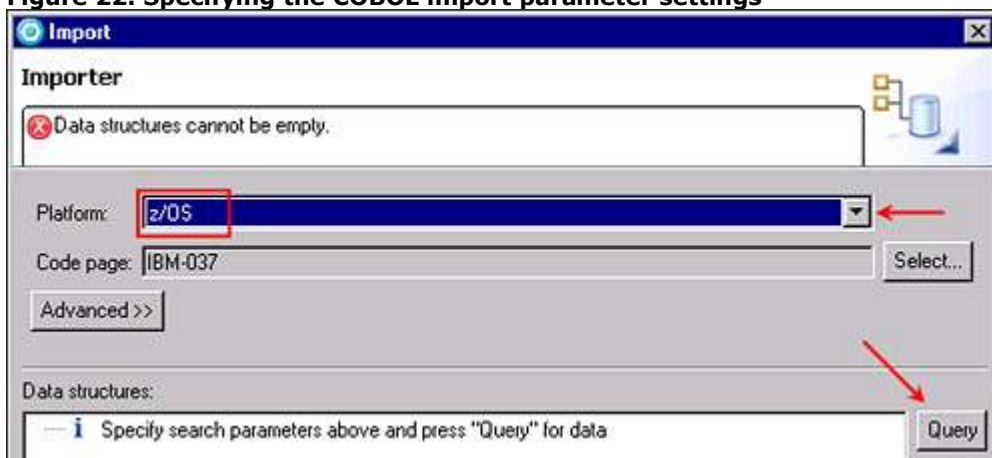 Figure 22. Specifying the COBOL import parameter settings
Import
Importer
Data structures cannot be empty.
Platform: z/OS
Code page: IBM-037 Select...
Advanced >>
Data structures:
i Specify search parameters above and press "Query" for data Query